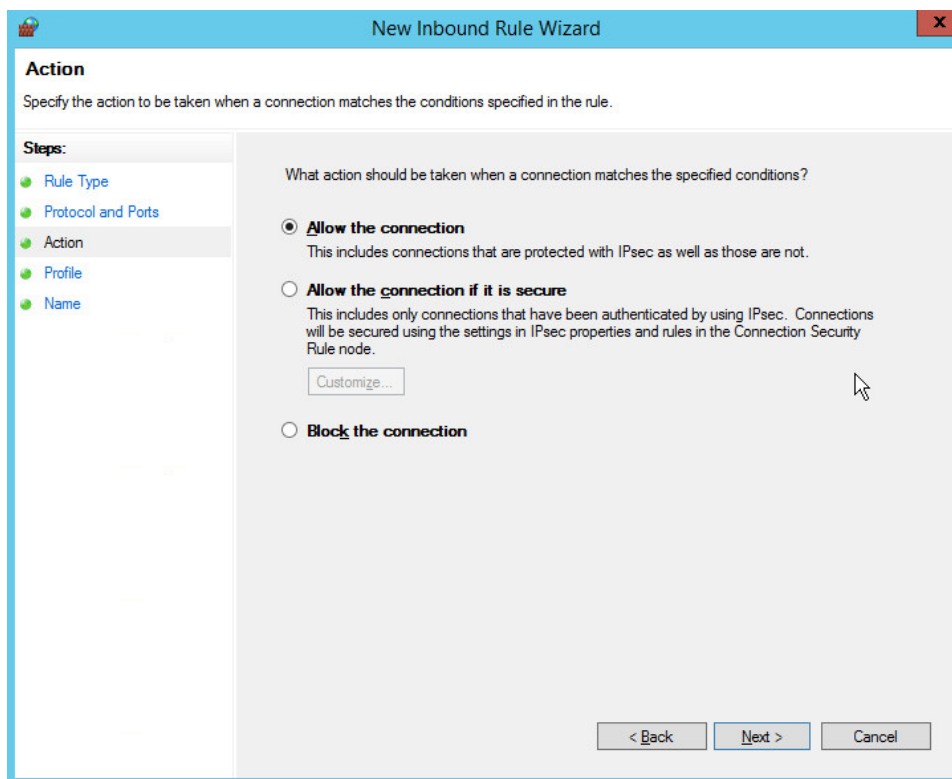 New Inbound Rule Wizard
x
Action
Specify the action to be taken when a connection matches the conditions specified in the rule.
Steps:
Rule Type
Protocol and Ports
Action
Profile
Name
What action should be taken when a connection matches the specified conditions?
Allow the connection
This includes connections that are protected with IPsec as well as those are not.
Allow the connection if it is secure
This includes only connections that have been authenticated by using IPsec. Connections
will be secured using the settings in IPsec properties and rules in the Connection Security
Rule node.
Customize...
Block the connection
< Back
Next >
Cancel